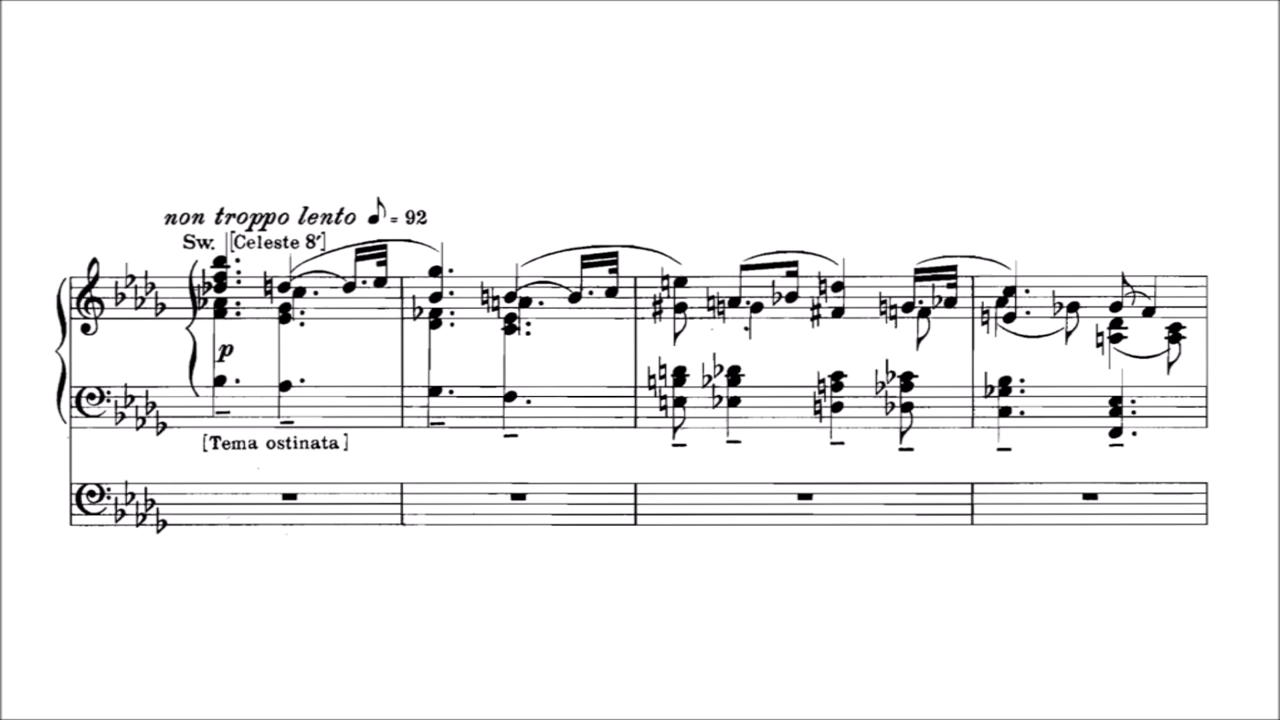 non troppo lento ♪ = 92
Sw. [Celeste 8′]
p
[Tema ostinata]